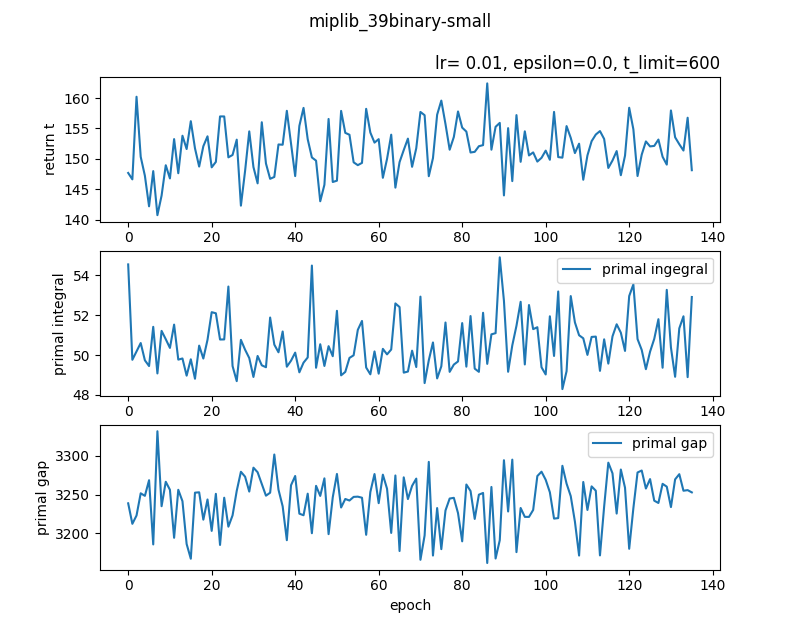 miplib_39binary-small
lr= 0.01, epsilon=0.0, t_limit=600
return t
160
155
150
145
140
0 20 40 60 80 100 120 140
primal integral
54
52
50
48
primal ingegral
0 20 40 60 80 100 120 140
primal gap
3300
3250
3200
primal gap
0 20 40 60 80 100 120 140
epoch